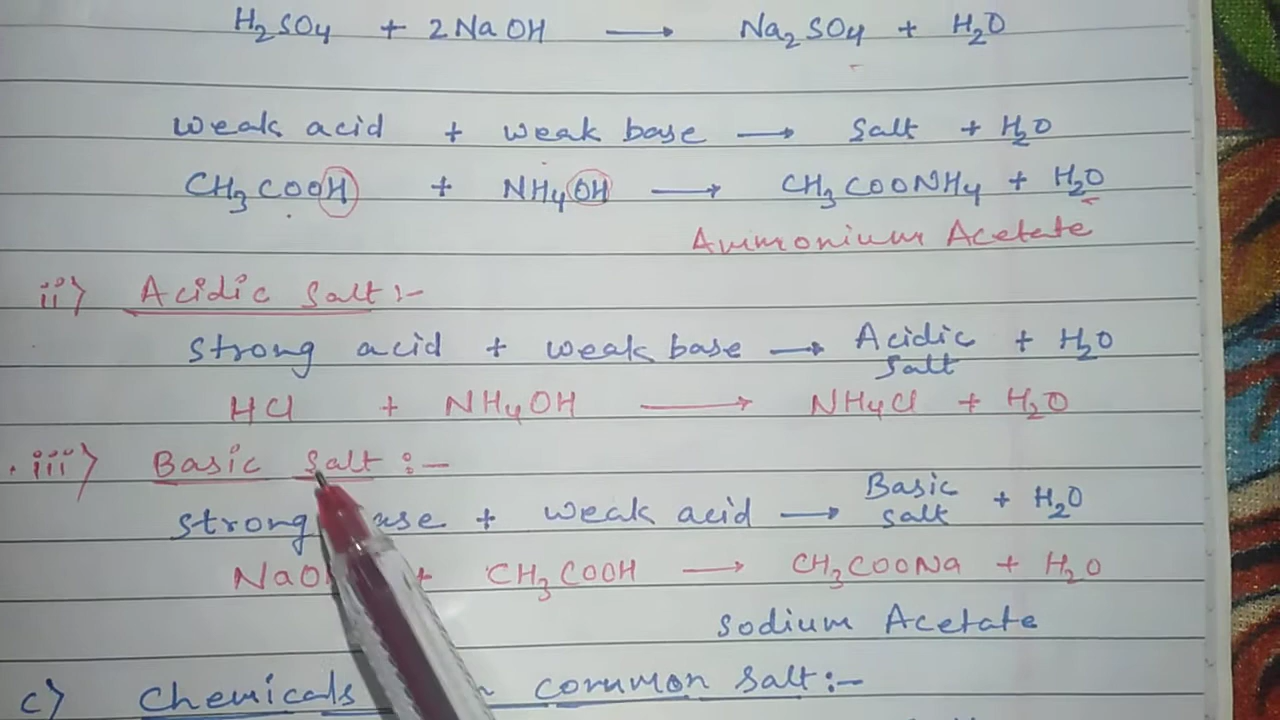 H₂SO₄ + 2NaOH → Na₂SO₄ + H₂O
weak acid + weak base → Salt + H₂O
CH₃COOH + NH₄OH → CH₃COONH₄ + H₂O
Ammonium Acetate
ii) Acidic Salt :-
Strong acid + weak base → Acidic Salt + H₂O
HCl + NH₄OH → NH₄Cl + H₂O
iii) Basic Salt :-
Strong + weak acid → Basic Salt + H₂O
+ CH₃COOH → CH₃COONa + H₂O
Sodium Acetate
c) Chemicals common Salt :-